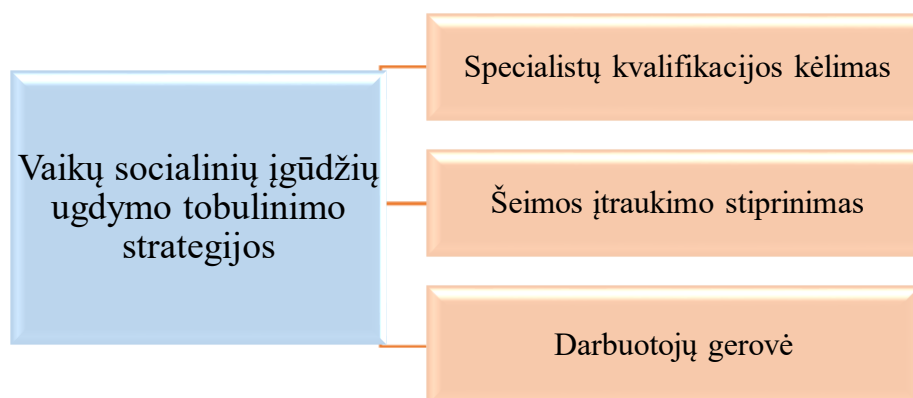 Vaikų socialinių įgūdžių
ugdymo tobulinimo
strategijos
Specialistų kvalifikacijos kėlimas
Šeimos įtraukimo stiprinimas
Darbuotojų gerovė